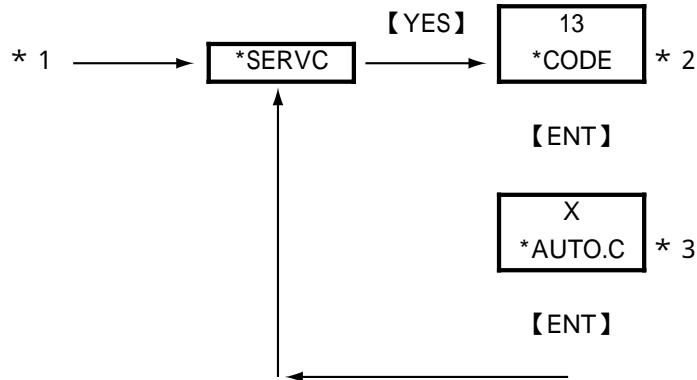 【YES】
* 1
*SERVC
13
*CODE
* 2
【ENT】
X
*AUTO.C
* 3
【ENT】